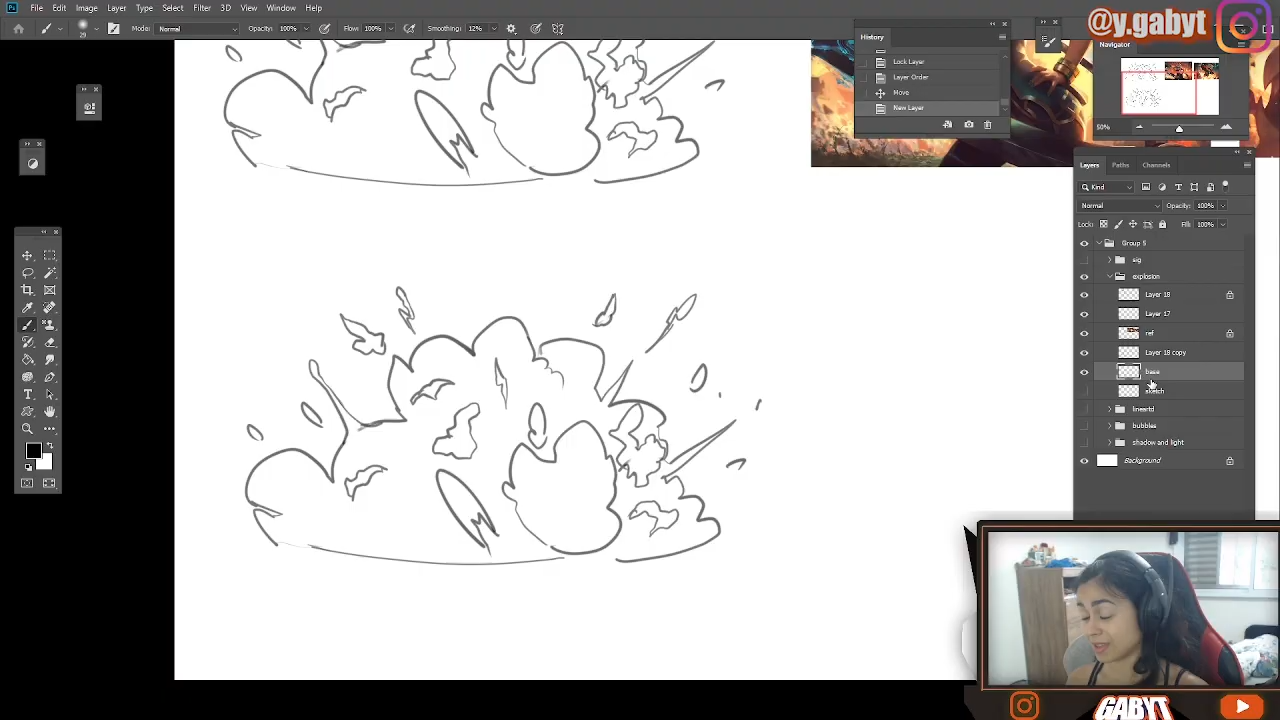 File Edit Image Layer Type Select Filter 3D View Window Help
29 Mode: Normal Opacity: 100% Flow: 100% Smoothing: 12%
@y.gabyt
History
Lock Layer
Layer Order
Move
New Layer
Navigator
50%
Layers Paths Channels
Kind
Normal Opacity: 100%
Lock: Fill: 100%
Group 5
sig
explosion
Layer 18
Layer 17
ref
Layer 18 copy
base
sketch
lineartd
bubbles
shadow and light
Background
GABYT